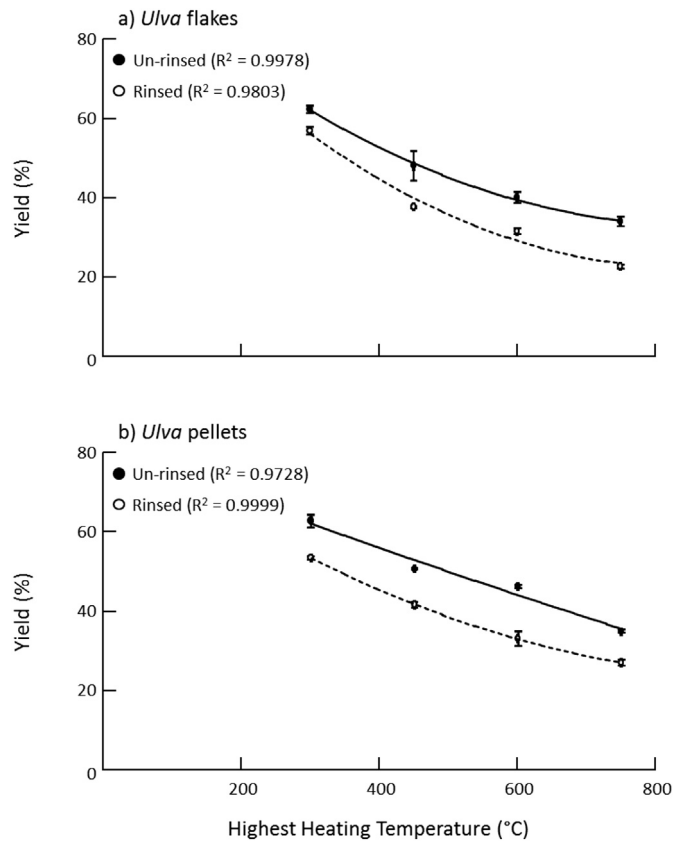 a) Ulva flakes
80
Un-rinsed (R² = 0.9978)
Rinsed (R² = 0.9803)
60
40
20
0
Yield (%)
b) Ulva pellets
80
Un-rinsed (R² = 0.9728)
Rinsed (R² = 0.9999)
60
40
20
0
Yield (%)
200 400 600 800
Highest Heating Temperature (°C)